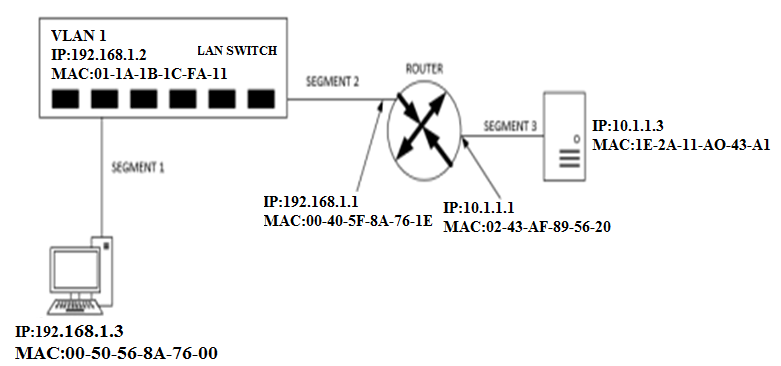 VLAN 1
IP:192.168.1.2
LAN SWITCH
MAC:01-1A-1B-1C-FA-11
SEGMENT 2
ROUTER
SEGMENT 3
IP:10.1.1.3
MAC:1E-2A-11-AO-43-A1
SEGMENT 1
IP:192.168.1.1
MAC:00-40-5F-8A-76-1E
IP:10.1.1.1
MAC:02-43-AF-89-56-20
IP:192.168.1.3
MAC:00-50-56-8A-76-00